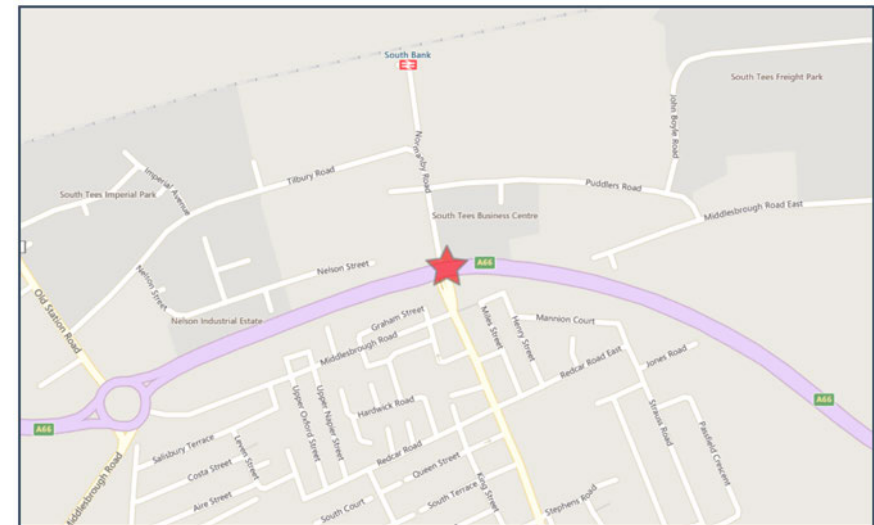 South Bank
South Tees Freight Park
John Boyle Road
Normanby Road
Imperial Avenue
Tilbury Road
South Tees Imperial Park
Puddlers Road
South Tees Business Centre
Middlesbrough Road East
Nelson Street
Nelson Street
A66
Old Station Road
Nelson Industrial Estate
Graham Street
Miles Street
Mannion Court
Henry Street
Middlesbrough Road
Jones Road
Redcar Road East
Upper Oxford Street
Upper Napier Street
Hardwick Road
A66
Strauss Road
A66
Salisbury Terrace
Leven Street
Redcar Road
Passfield Crescent
Costa Street
Queen Street
Middlesbrough Road
Aire Street
South Court
South Terrace
King Street
Stephens Road